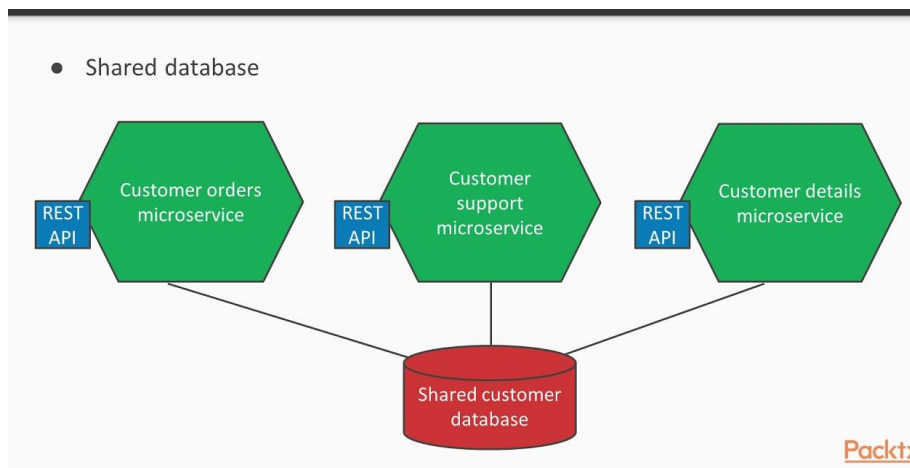 ● Shared database
Customer orders
microservice
REST
API
Customer
support
microservice
REST
API
Customer details
microservice
REST
API
Shared customer
database